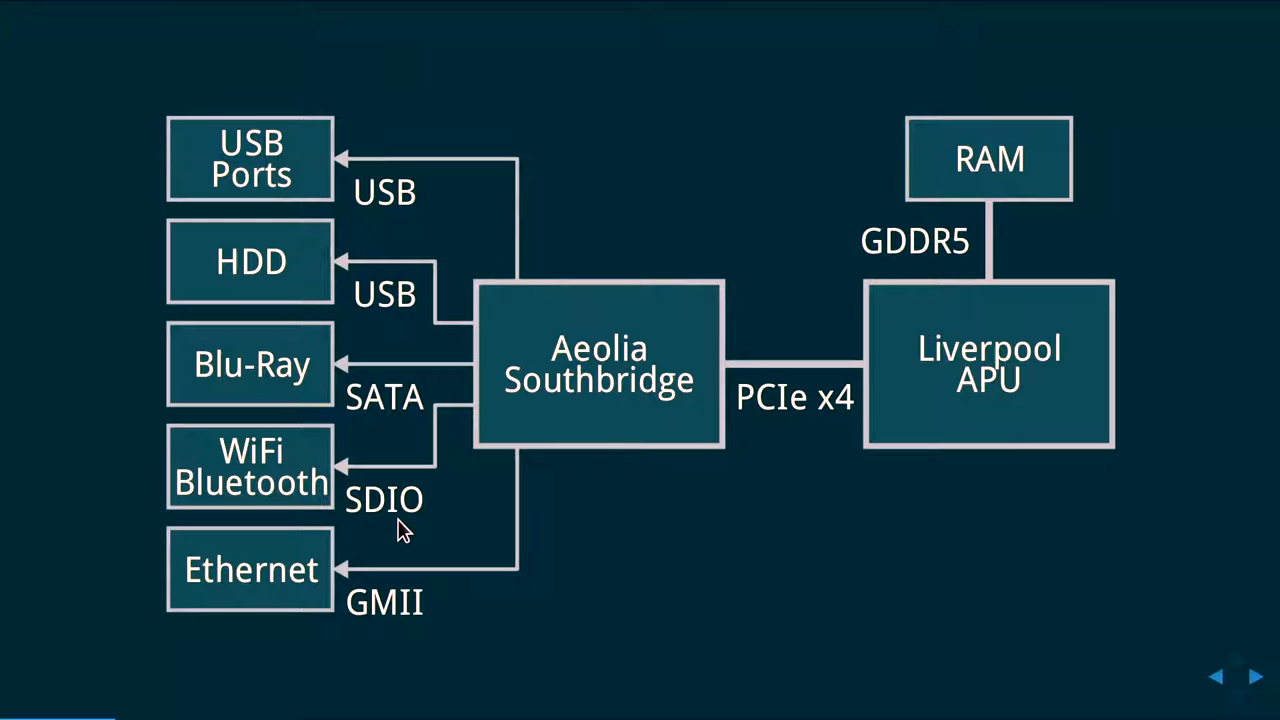 USB
Ports
USB
HDD
USB
Blu-Ray
SATA
WiFi
Bluetooth
SDIO
Ethernet
GMII
Aeolia
Southbridge
PCIe x4
RAM
GDDR5
Liverpool
APU